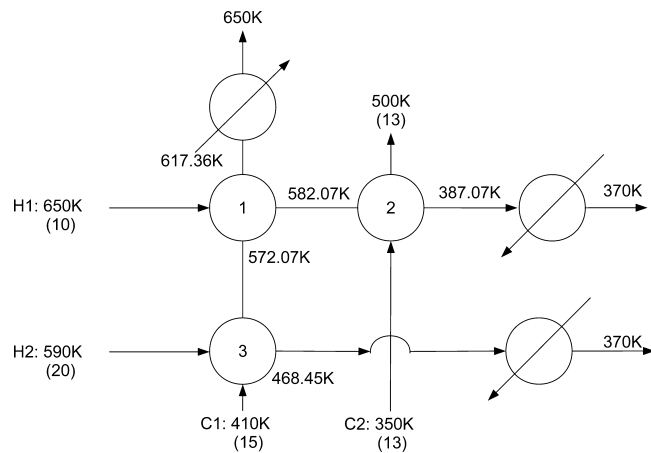 650K
500K
(13)
617.36K
H1: 650K
(10)
1
582.07K
2
387.07K
370K
572.07K
H2: 590K
(20)
3
468.45K
370K
C1: 410K
(15)
C2: 350K
(13)